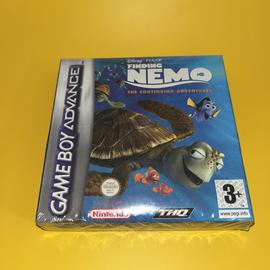 Disney · PIXAR
FINDING
NEMO
THE CONTINUING ADVENTURES
GAME BOY ADVANCE
Nintendo
THQ
3+
www.pegi.info